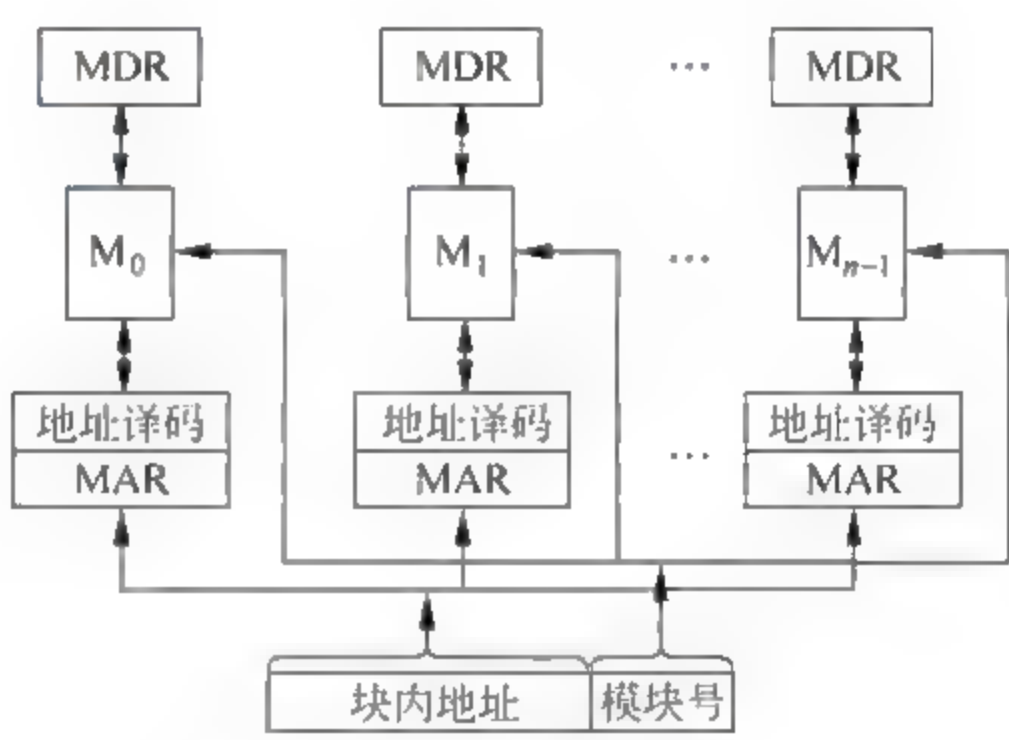 MDR MDR … MDR
M0 M1 … Mn-1
地址译码 地址译码 地址译码
…
MAR MAR MAR
块内地址 模块号